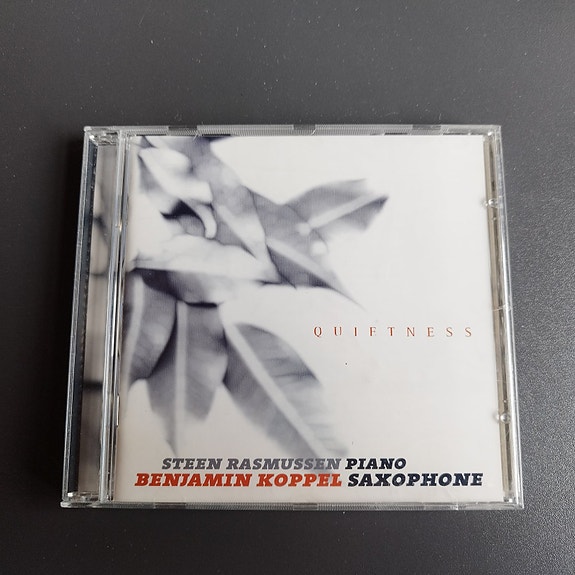 QUIETNESS
STEEN RASMUSSEN PIANO
BENJAMIN KOPPEL SAXOPHONE